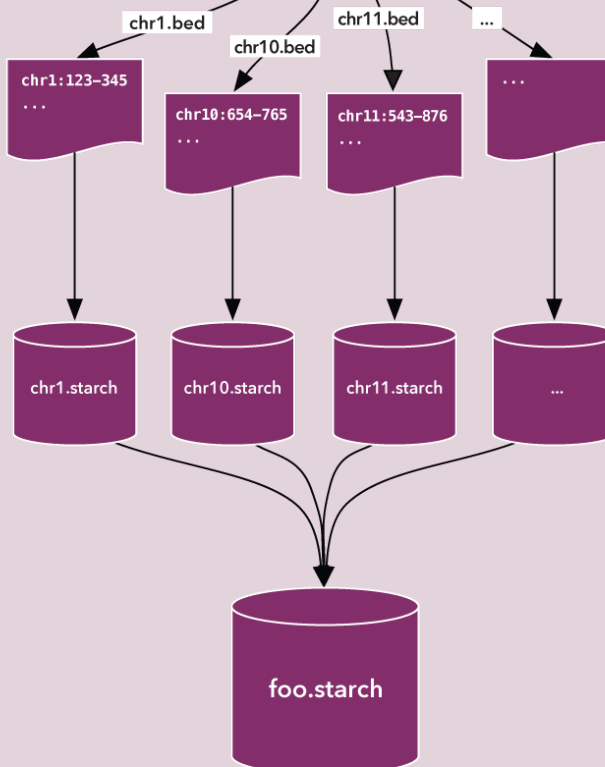 chr1.bed
chr10.bed
chr11.bed
...
chr1:123-345
...
chr10:654-765
...
chr11:543-876
...
...
chr1.starch
chr10.starch
chr11.starch
...
foo.starch